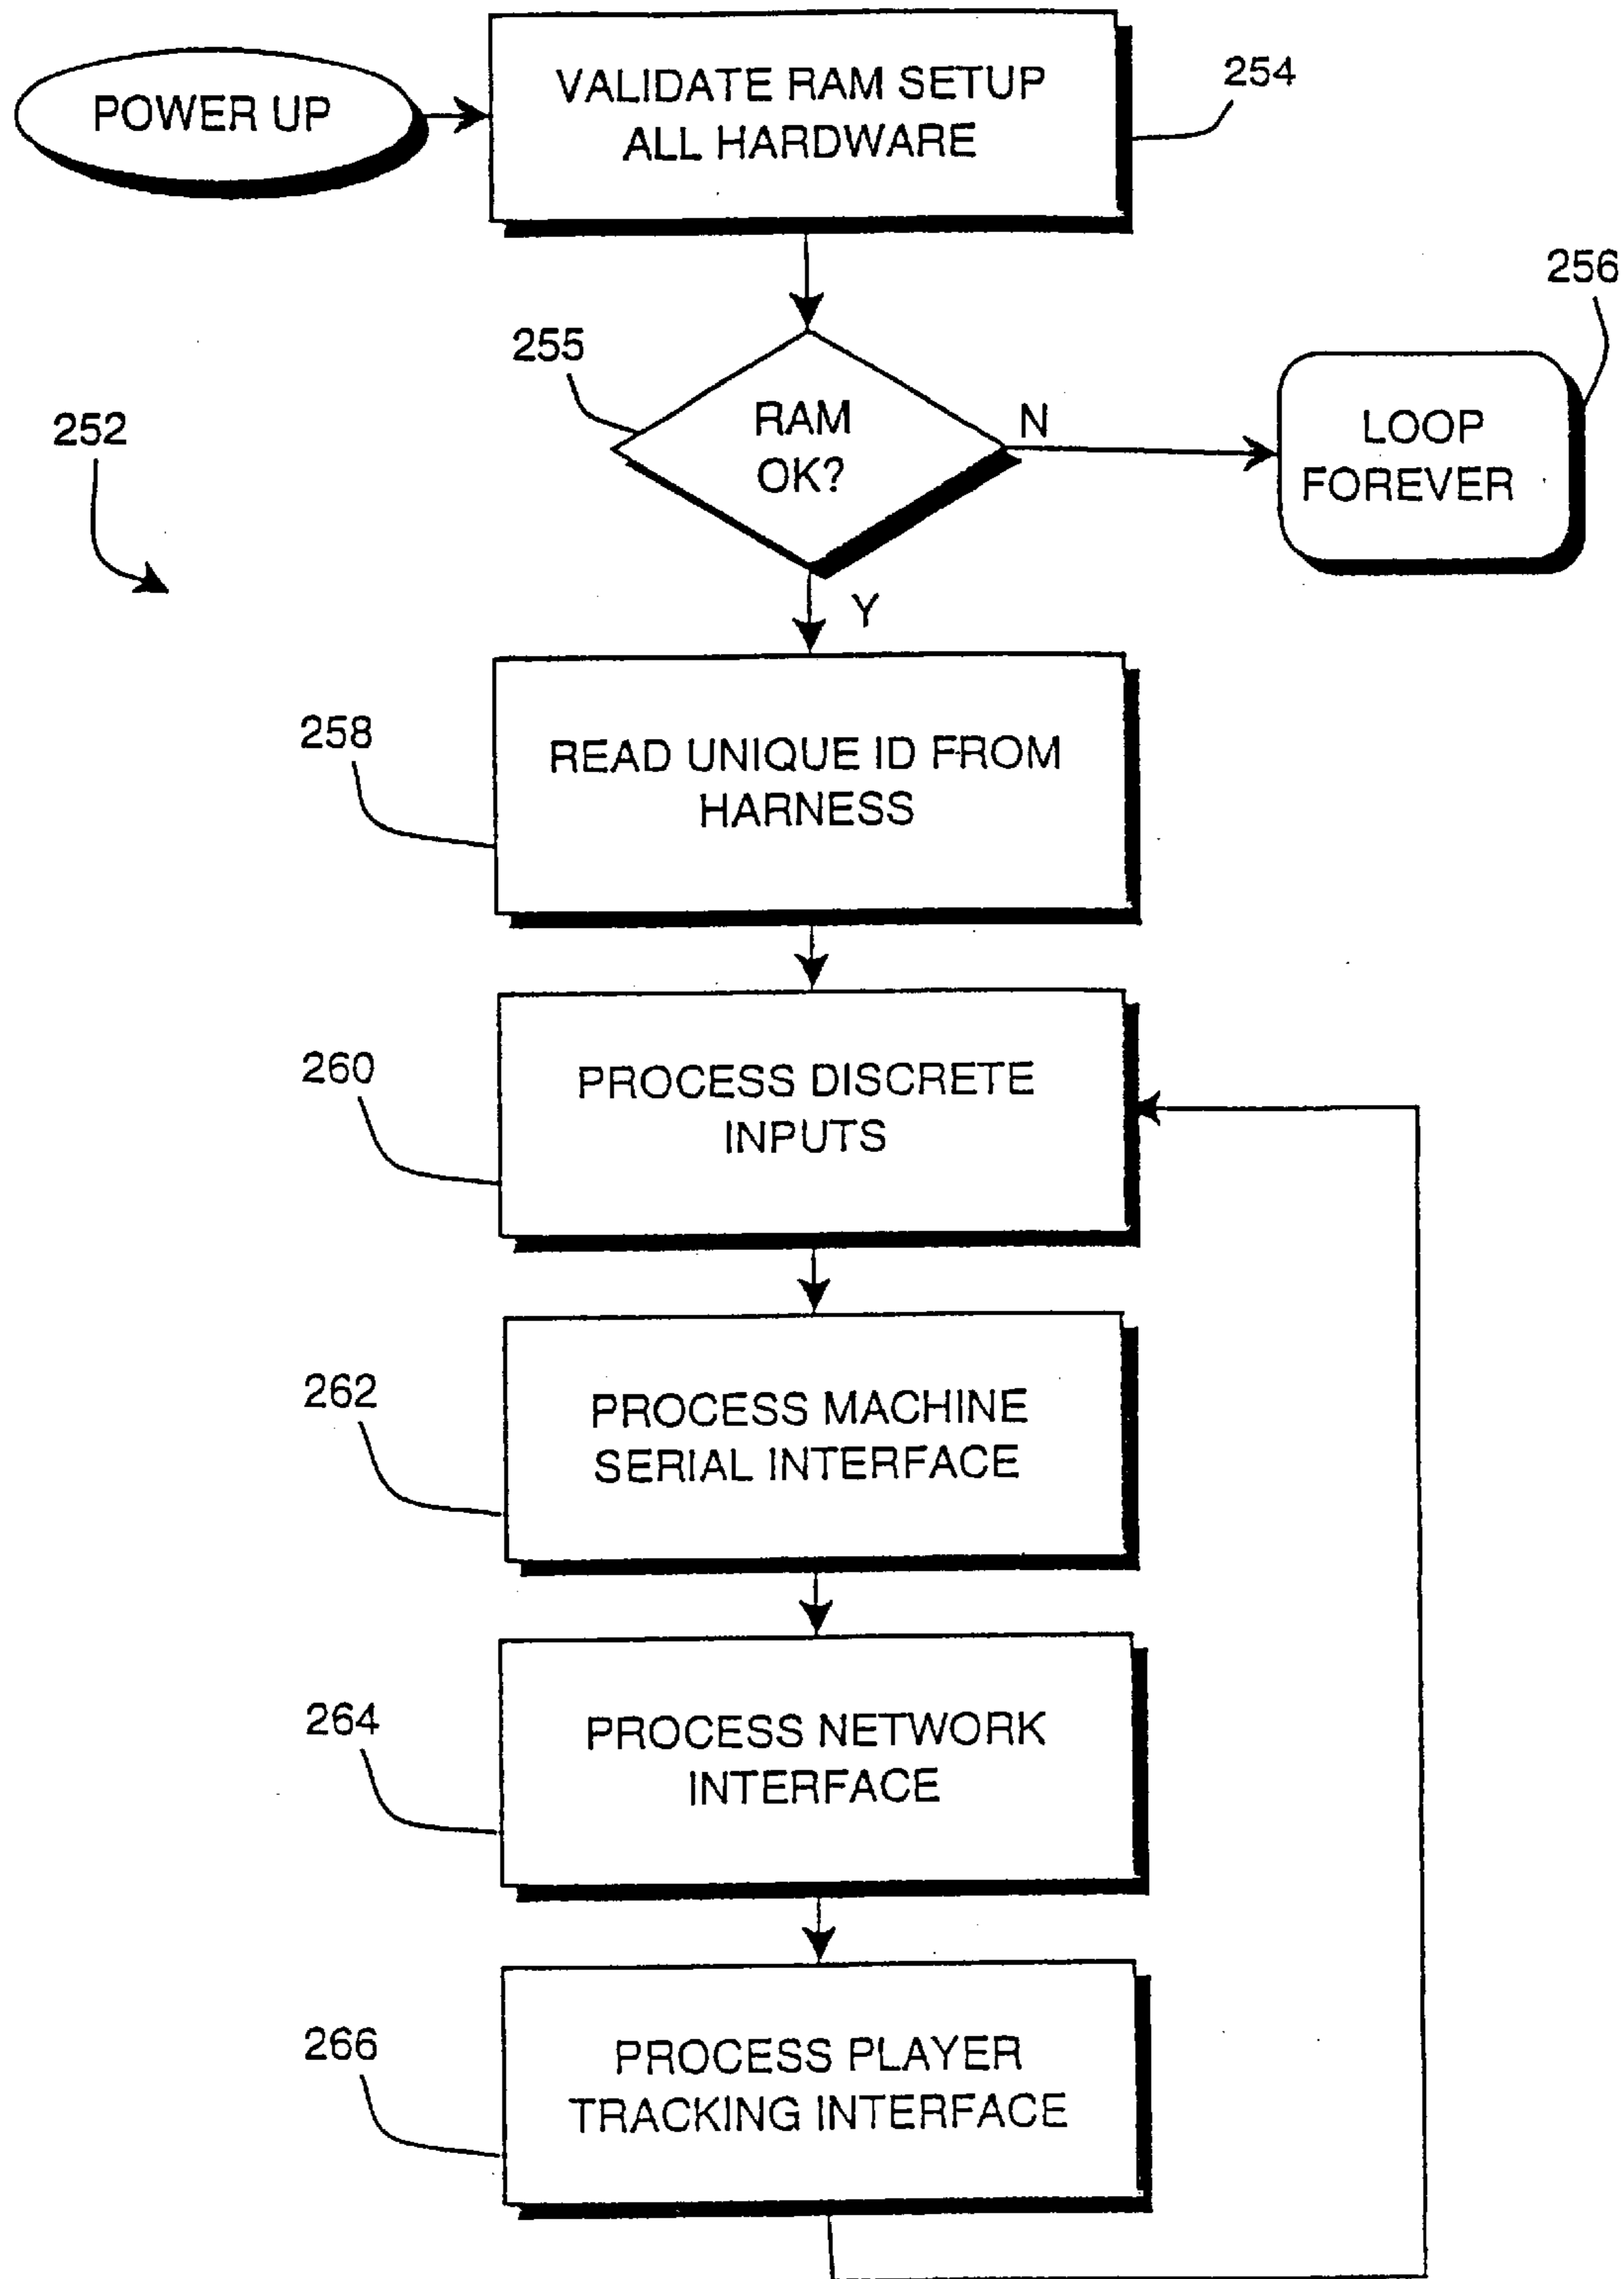 POWER UP
VALIDATE RAM SETUP
ALL HARDWARE
254
255
RAM
OK?
N
256
LOOP
FOREVER
252
Y
258
READ UNIQUE ID FROM
HARNESS
260
PROCESS DISCRETE
INPUTS
262
PROCESS MACHINE
SERIAL INTERFACE
264
PROCESS NETWORK
INTERFACE
266
PROCESS PLAYER
TRACKING INTERFACE